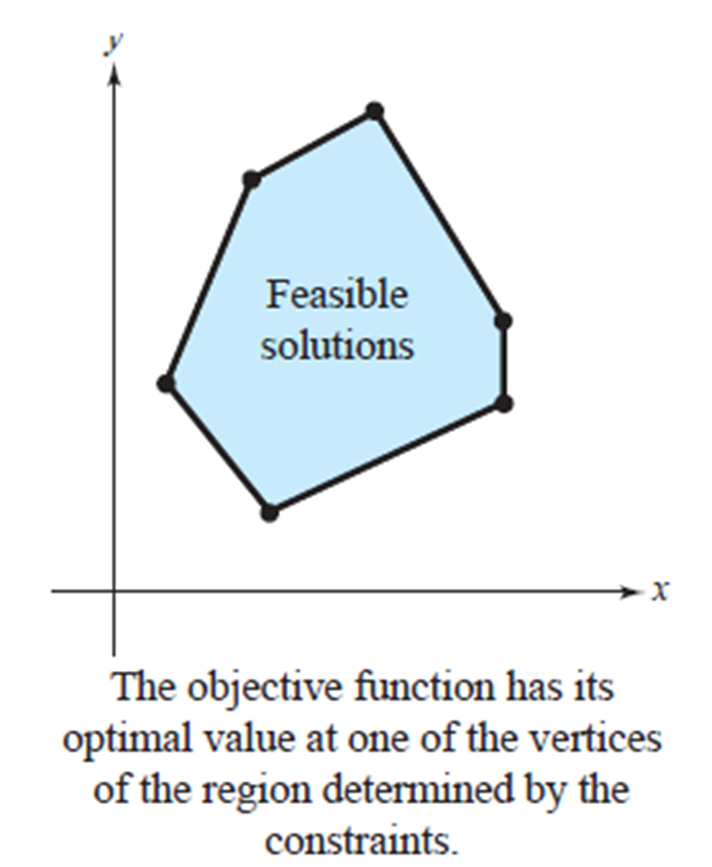 y
Feasible
solutions
x
The objective function has its
optimal value at one of the vertices
of the region determined by the
constraints.